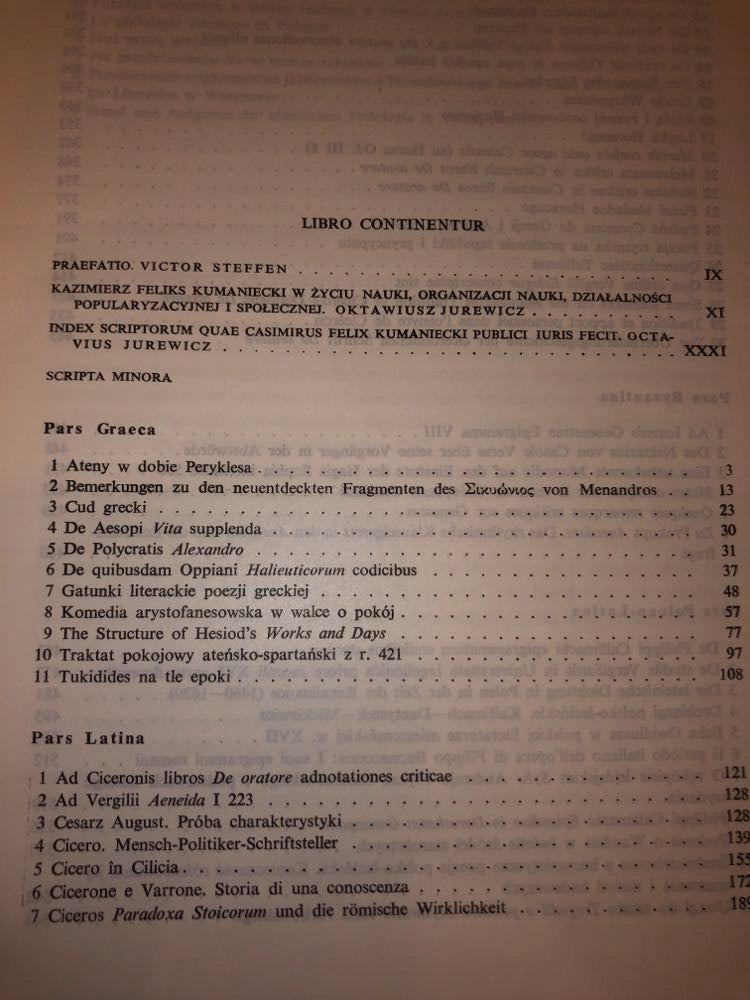 LIBRO CONTINENTUR
PRAEFATIO. VICTOR STEFFEN . . . . . . . . . . . . . . . . . . . . IX
KAZIMIERZ FELIKS KUMANIECKI W ŻYCIU NAUKI, ORGANIZACJI NAUKI, DZIAŁALNOŚCI
POPULARYZACYJNEJ I SPOŁECZNEJ. OKTAWIUSZ JUREWICZ . . . . . . . . . . XI
INDEX SCRIPTORUM QUAE CASIMIRUS FELIX KUMANIECKI PUBLICI IURIS FECIT. OCTA-
VIUS JUREWICZ . . . . . . . . . . . . . . . . . . . . . . . . . XXXI
SCRIPTA MINORA
Pars Graeca
1 Ateny w dobie Peryklesa . . . . . . . . . . . . . . . . . . . . . 3
2 Bemerkungen zu den neuentdeckten Fragmenten des Σικυώνιος von Menandros . . 13
3 Cud grecki . . . . . . . . . . . . . . . . . . . . . . . . . . 23
4 De Aesopi Vita supplenda . . . . . . . . . . . . . . . . . . . . 30
5 De Polycratis Alexandro . . . . . . . . . . . . . . . . . . . . . 31
6 De quibusdam Oppiani Halieuticorum codicibus . . . . . . . . . . . . 37
7 Gatunki literackie poezji greckiej . . . . . . . . . . . . . . . . . 48
8 Komedia arystofanesowska w walce o pokój . . . . . . . . . . . . . . 57
9 The Structure of Hesiod's Works and Days . . . . . . . . . . . . . . 77
10 Traktat pokojowy ateńsko-spartański z r. 421 . . . . . . . . . . . . . 97
11 Tukidides na tle epoki . . . . . . . . . . . . . . . . . . . . . . 108
Pars Latina
1 Ad Ciceronis libros De oratore adnotationes criticae . . . . . . . . . . 121
2 Ad Vergilii Aeneida I 223 . . . . . . . . . . . . . . . . . . . . 128
3 Cesarz August. Próba charakterystyki . . . . . . . . . . . . . . . . 128
4 Cicero. Mensch-Politiker-Schriftsteller . . . . . . . . . . . . . . . 139
5 Cicero în Cilicia . . . . . . . . . . . . . . . . . . . . . . . . 155
6 Cicerone e Varrone. Storia di una conoscenza . . . . . . . . . . . . . 172
7 Ciceros Paradoxa Stoicorum und die römische Wirklichkeit . . . . . . . . 189